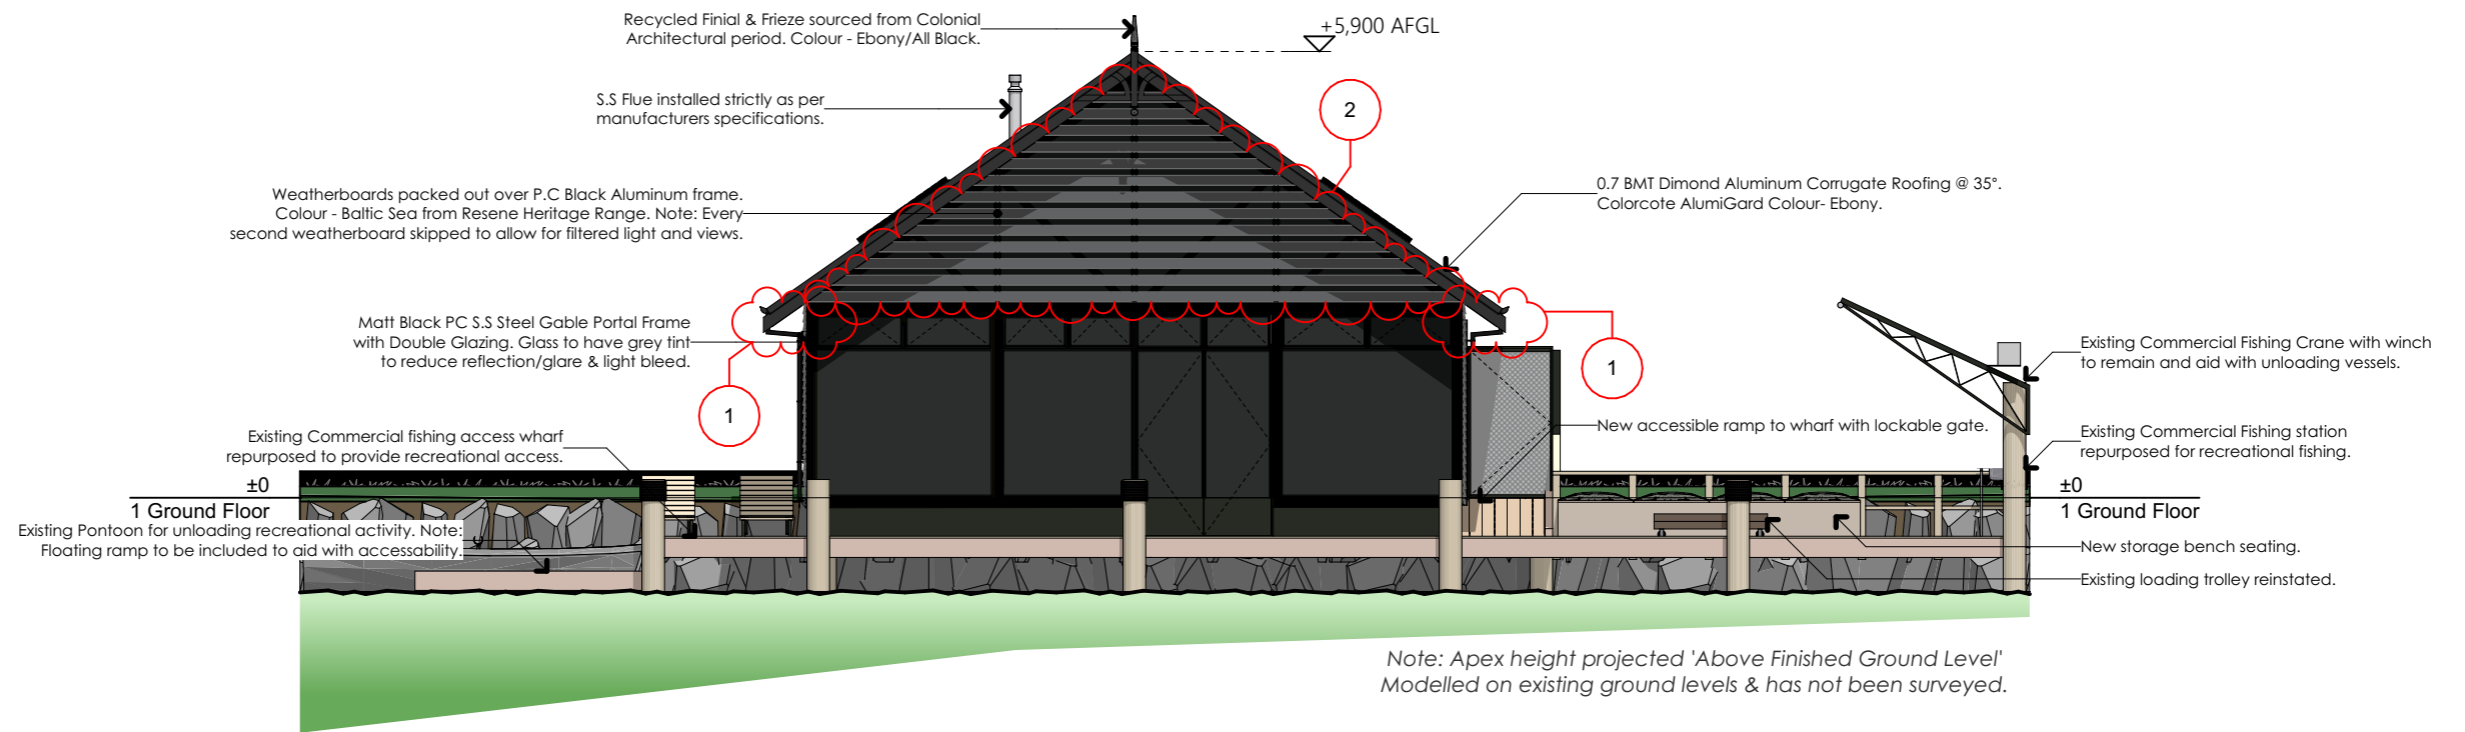 Recycled Finial & Frieze sourced from Colonial
Architectural period. Colour - Ebony/All Black.
+5,900 AFGL
S.S Flue installed strictly as per
manufacturers specifications.
2
Weatherboards packed out over P.C Black Aluminum frame.
Colour - Baltic Sea from Resene Heritage Range. Note: Every
second weatherboard skipped to allow for filtered light and views.
0.7 BMT Dimond Aluminum Corrugate Roofing @ 35°.
Colorcote AlumiGard Colour- Ebony.
Matt Black PC S.S Steel Gable Portal Frame
with Double Glazing. Glass to have grey tint
to reduce reflection/glare & light bleed.
1
1
Existing Commercial Fishing Crane with winch
to remain and aid with unloading vessels.
Existing Commercial fishing access wharf
repurposed to provide recreational access.
New accessible ramp to wharf with lockable gate.
Existing Commercial Fishing station
repurposed for recreational fishing.
±0
1 Ground Floor
±0
1 Ground Floor
Existing Pontoon for unloading recreational activity. Note:
Floating ramp to be included to aid with accessability.
New storage bench seating.
Existing loading trolley reinstated.
Note: Apex height projected 'Above Finished Ground Level'
Modelled on existing ground levels & has not been surveyed.